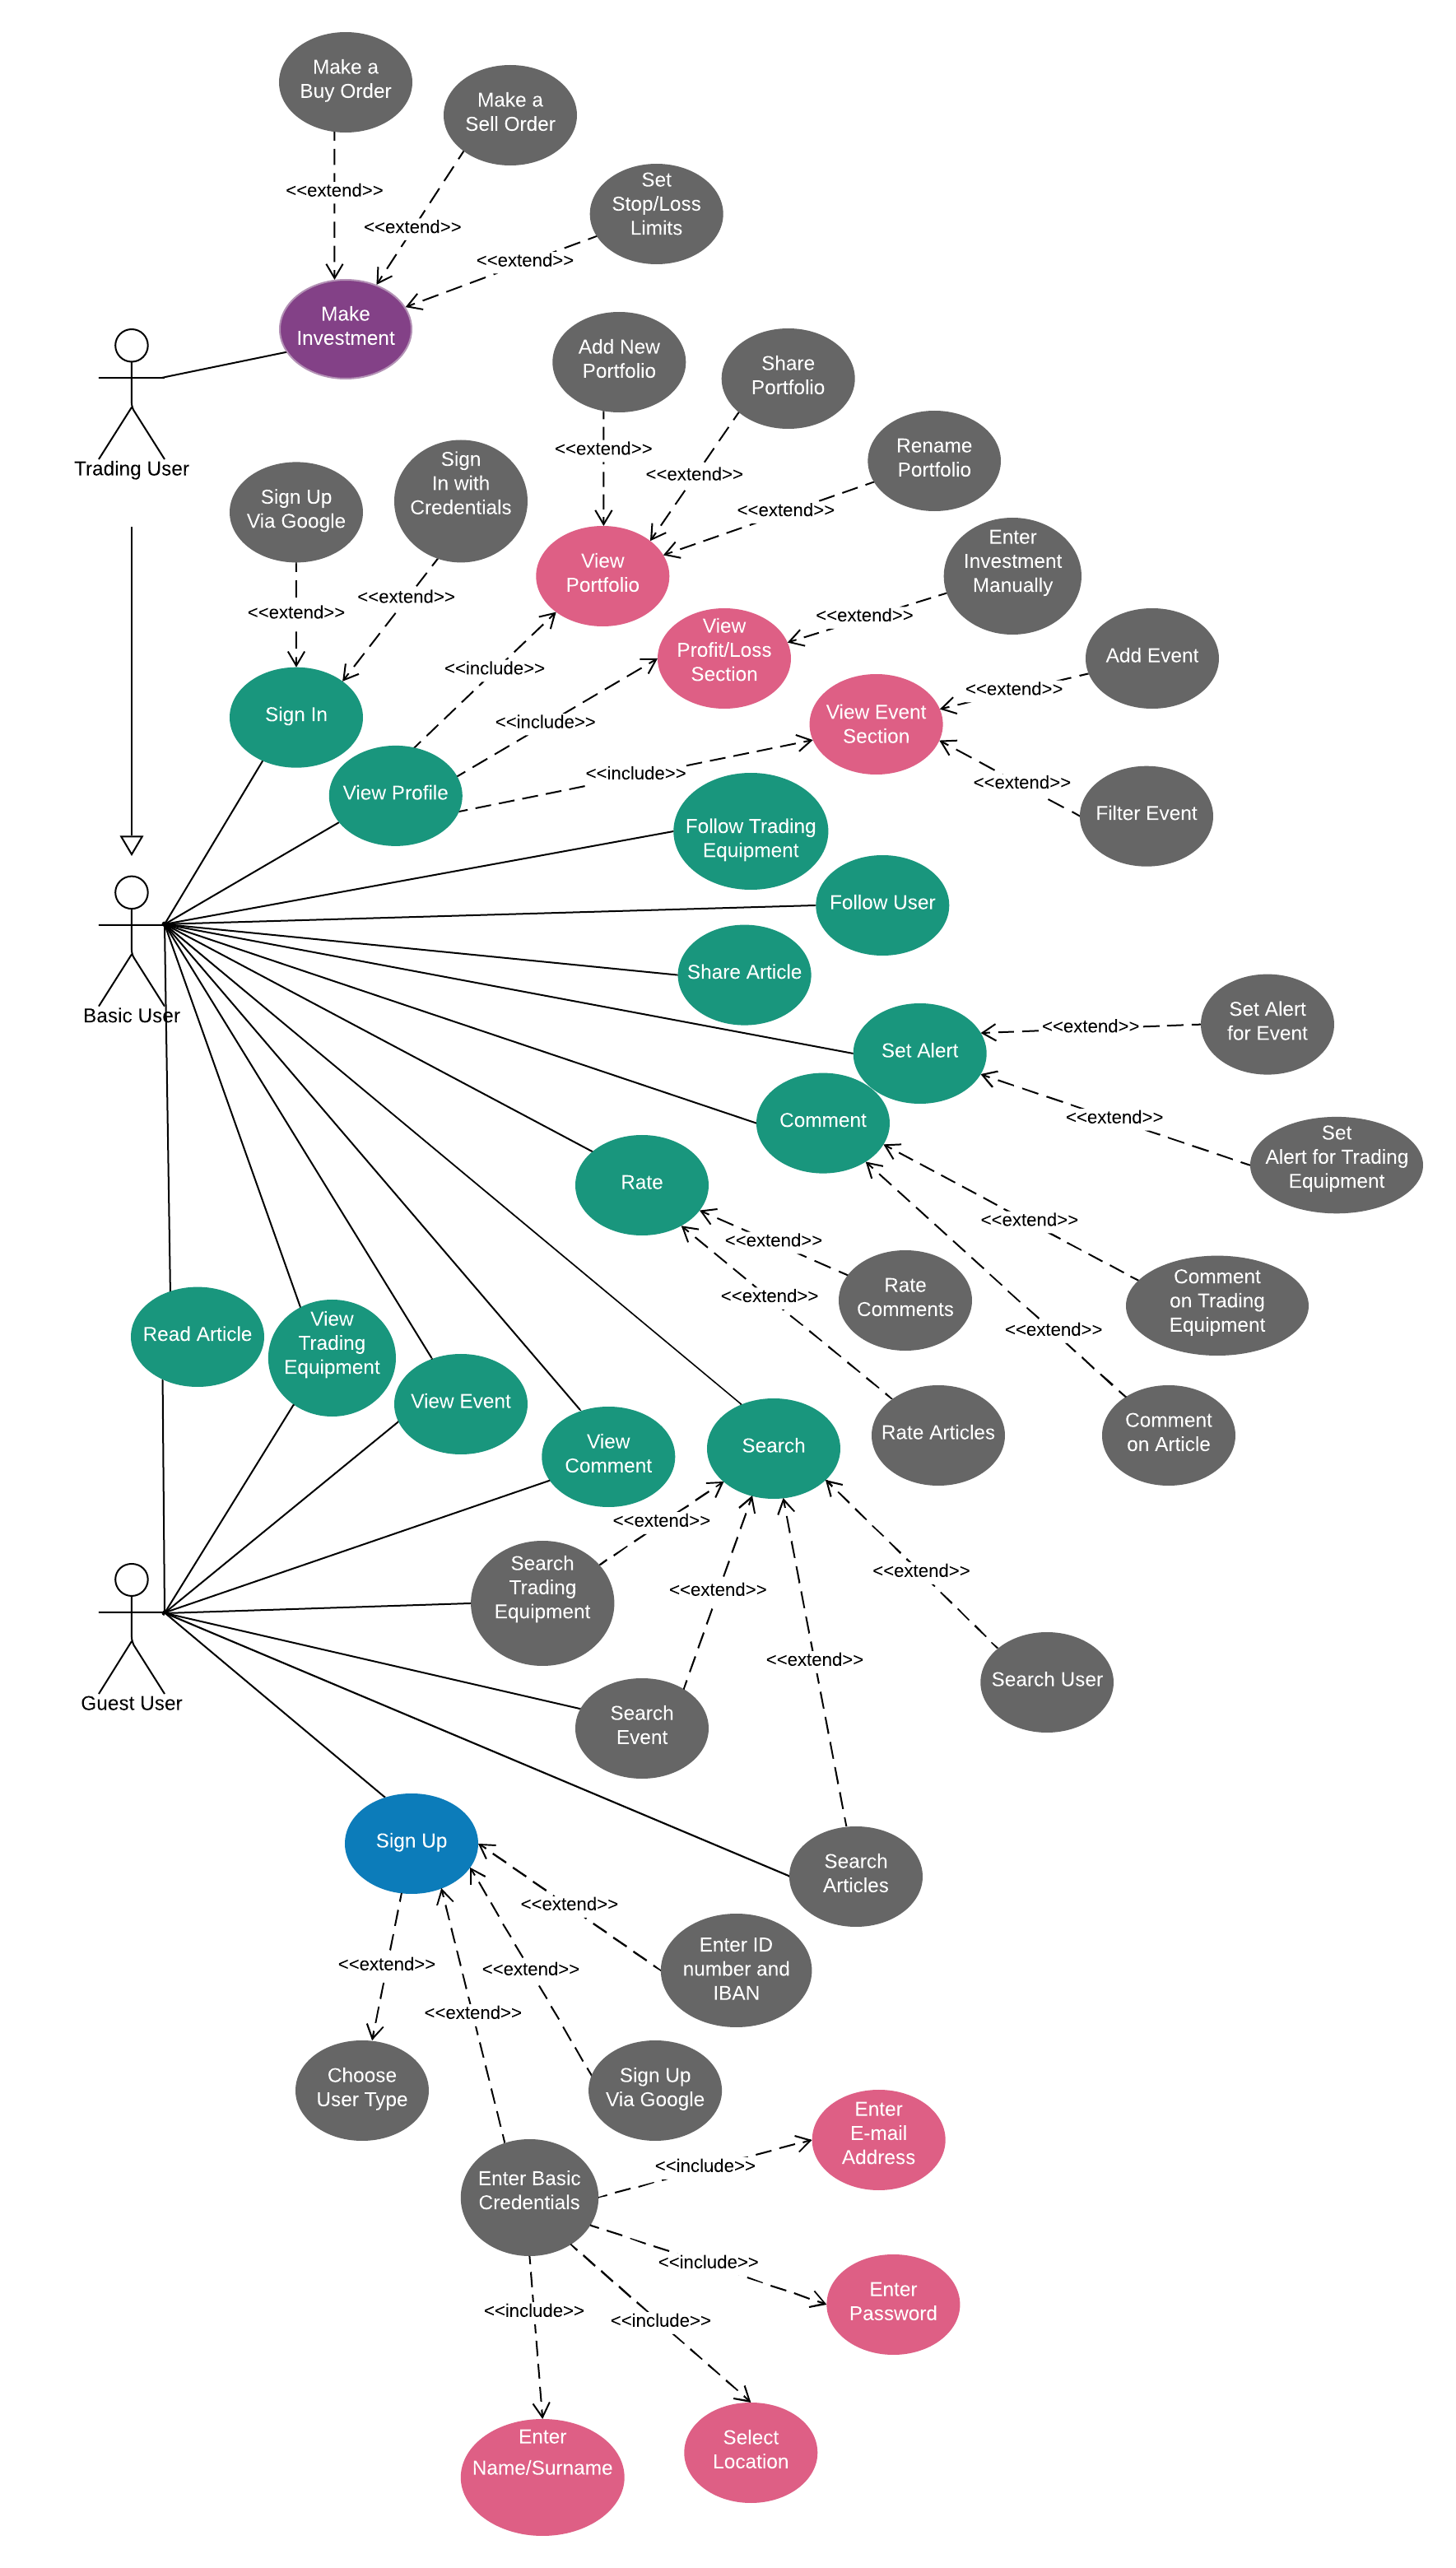 Make a
Buy Order
Make a
Sell Order
Set
Stop/Loss
Limits
<<extend>>
<<extend>>
<<extend>>
Make
Investment
Trading User
Add New
Portfolio
Share
Portfolio
Rename
Portfolio
<<extend>>
<<extend>>
<<extend>>
Sign Up
Via Google
Sign
In with
Credentials
<<extend>>
<<extend>>
View
Portfolio
Enter
Investment
Manually
<<extend>>
View
Profit/Loss
Section
<<include>>
<<include>>
<<include>>
Add Event
<<extend>>
View Event
Section
<<extend>>
Filter Event
Sign In
View Profile
Follow Trading
Equipment
Follow User
Share Article
Basic User
Set Alert
<<extend>>
Set Alert
for Event
<<extend>>
Set
Alert for Trading
Equipment
Comment
Rate
<<extend>>
<<extend>>
<<extend>>
<<extend>>
Rate
Comments
Comment
on Trading
Equipment
Rate Articles
Comment
on Article
Read Article
View
Trading
Equipment
View Event
View
Comment
Search
<<extend>>
<<extend>>
<<extend>>
<<extend>>
Search
Trading
Equipment
Search User
Guest User
Search
Event
Sign Up
Search
Articles
<<extend>>
<<extend>>
<<extend>>
<<extend>>
Enter ID
number and
IBAN
Choose
User Type
Sign Up
Via Google
Enter Basic
Credentials
Enter
E-mail
Address
<<include>>
<<include>>
<<include>>
<<include>>
Enter
Password
Enter
Name/Surname
Select
Location